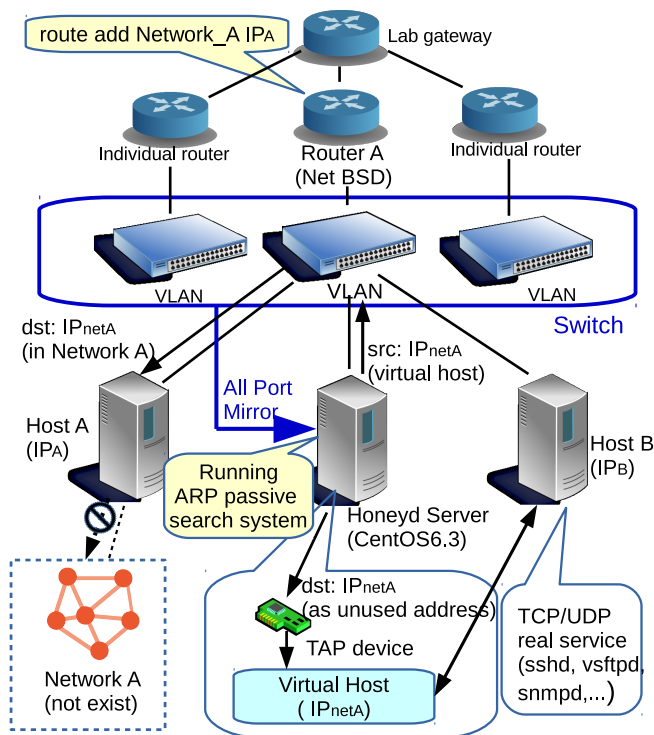 route add Network_A IPA
Lab gateway
Individual router
Router A
(Net BSD)
Individual router
VLAN
VLAN
VLAN
Switch
dst: IPnetA
(in Network A)
src: IPnetA
(virtual host)
All Port
Mirror
Host A
(IPA)
Host B
(IPB)
Running
ARP passive
search system
Honeyd Server
(CentOS6.3)
dst: IPnetA
(as unused address)
TAP device
Network A
(not exist)
Virtual Host
( IPnetA)
TCP/UDP
real service
(sshd, vsftpd,
snmpd,...)